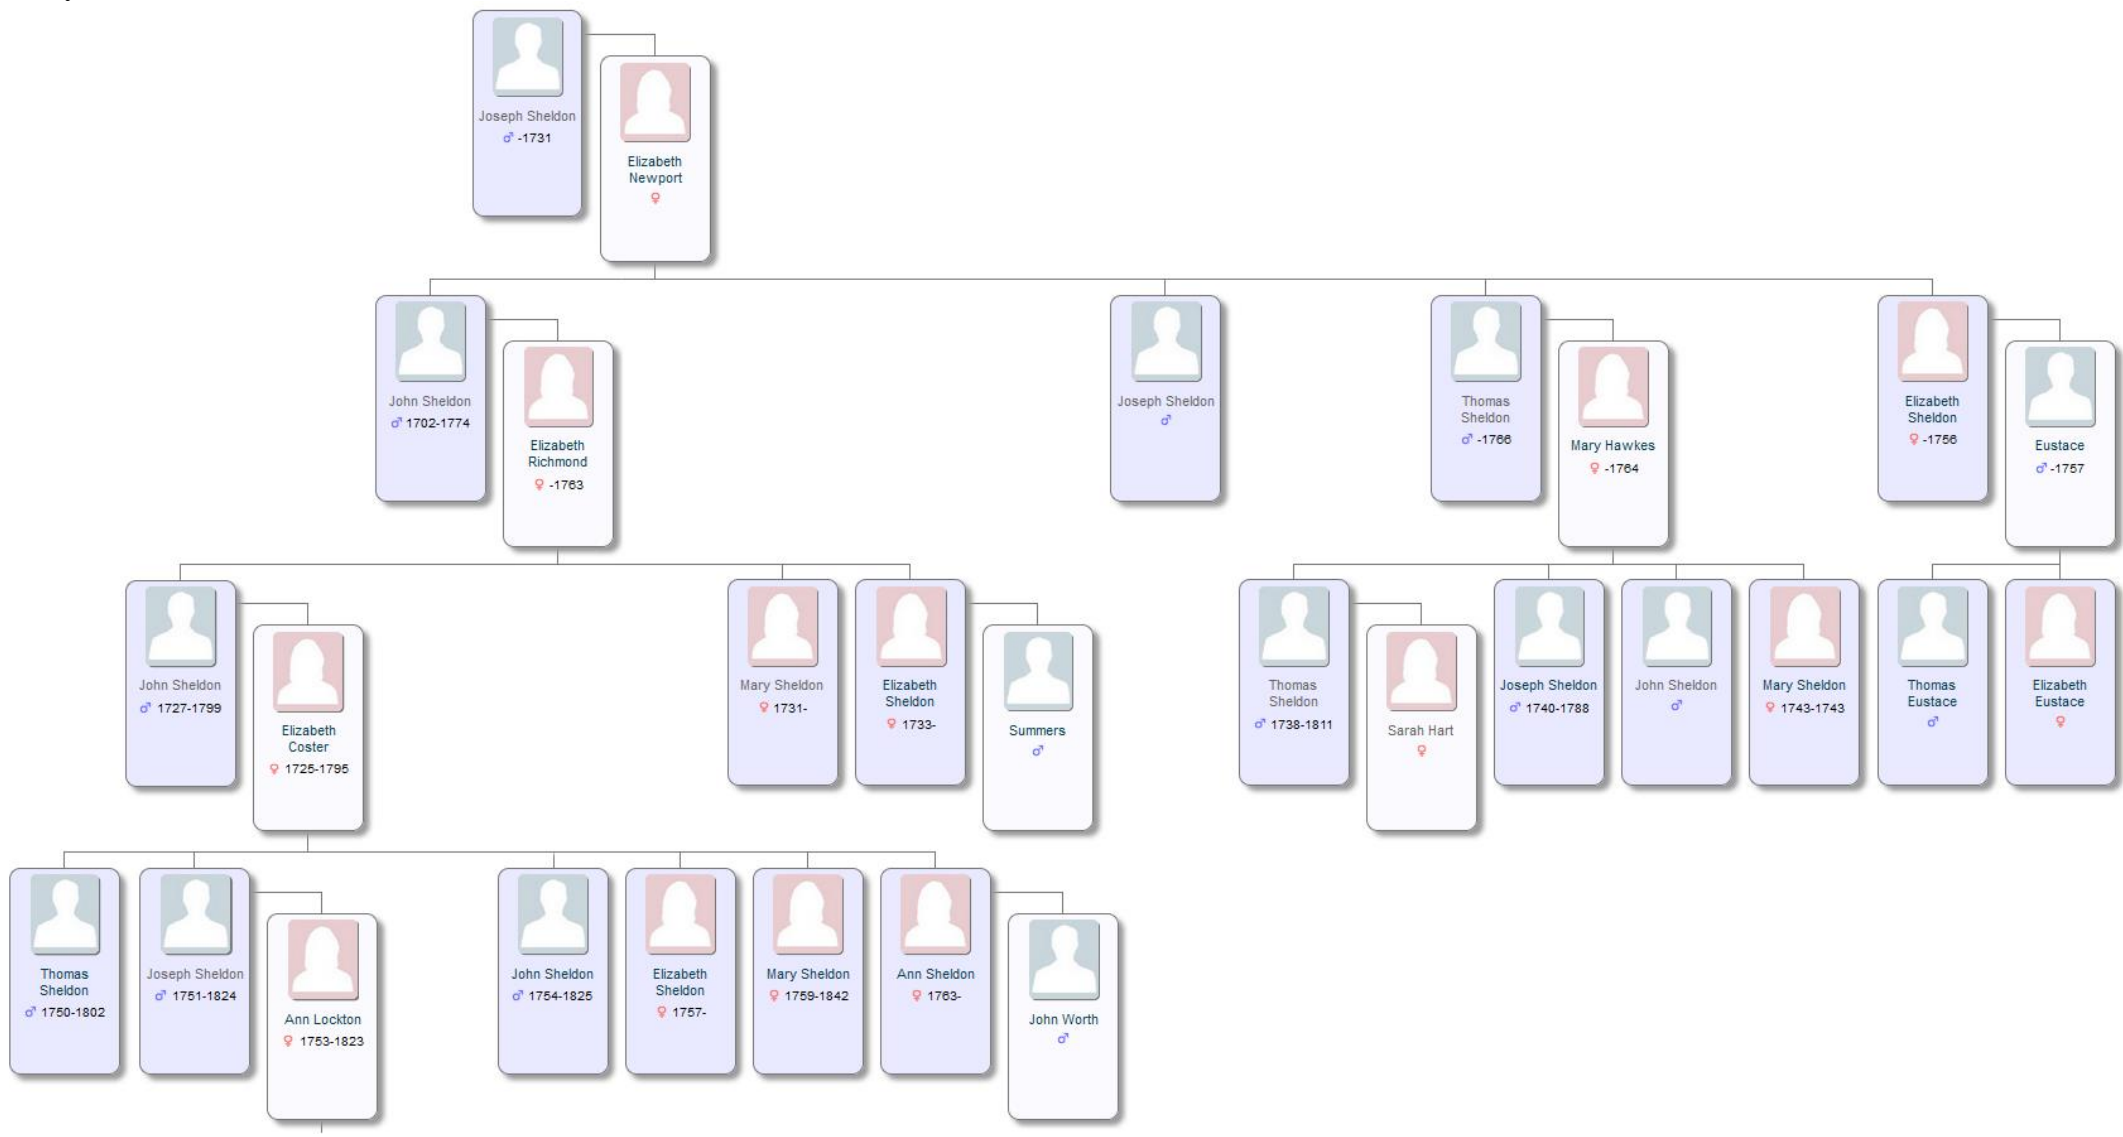 Joseph Sheldon
♂ -1731
Elizabeth
Newport
♀
John Sheldon
♂ 1702-1774
Elizabeth
Richmond
♀ -1763
Joseph Sheldon
♂
Thomas
Sheldon
♂ -1766
Mary Hawkes
♀ -1764
Elizabeth
Sheldon
♀ -1756
Eustace
♂ -1757
John Sheldon
♂ 1727-1799
Elizabeth
Coster
♀ 1725-1795
Mary Sheldon
♀ 1731-
Elizabeth
Sheldon
♀ 1733-
Summers
♂
Thomas
Sheldon
♂ 1738-1811
Sarah Hart
♀
Joseph Sheldon
♂ 1740-1788
John Sheldon
♂
Mary Sheldon
♀ 1743-1743
Thomas
Eustace
♂
Elizabeth
Eustace
♀
Thomas
Sheldon
♂ 1750-1802
Joseph Sheldon
♂ 1751-1824
Ann Lockton
♀ 1753-1823
John Sheldon
♂ 1754-1825
Elizabeth
Sheldon
♀ 1757-
Mary Sheldon
♀ 1759-1842
Ann Sheldon
♀ 1763-
John Worth
♂